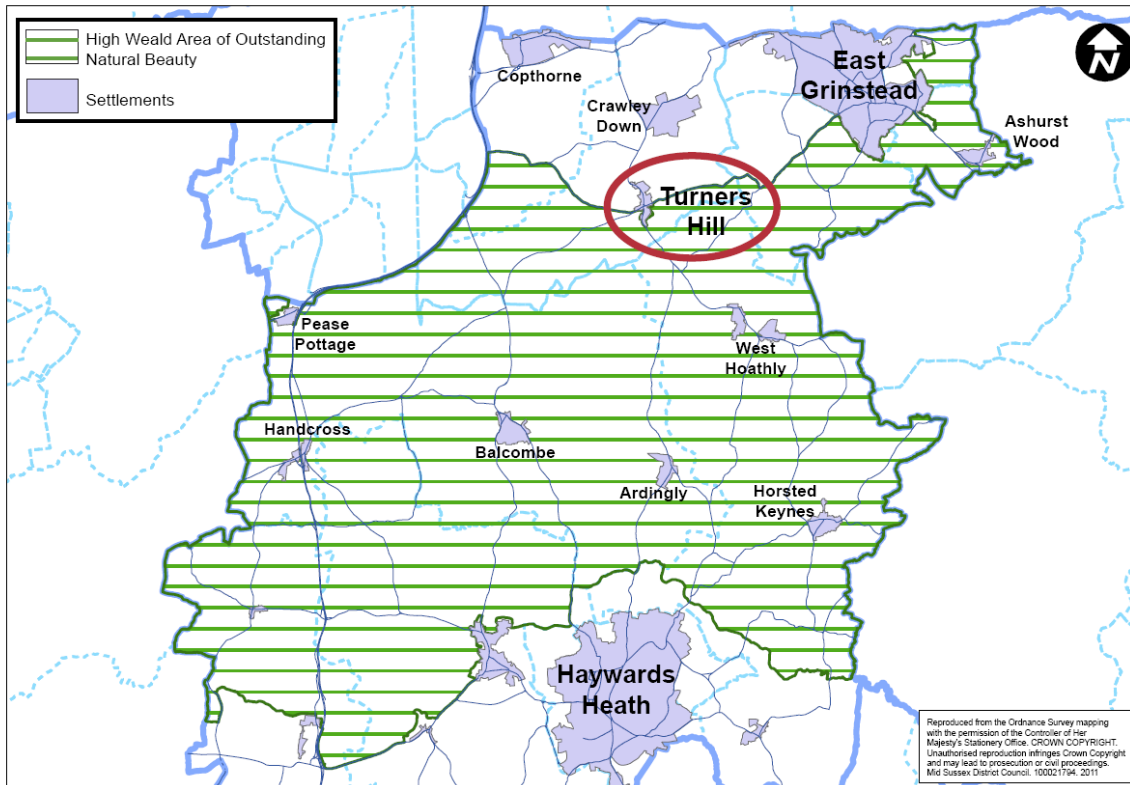 High Weald Area of Outstanding
Natural Beauty
Settlements
N
Copthorne
East
Grinstead
Crawley
Down
Ashurst
Wood
Turners
Hill
Pease
Pottage
West
Hoathly
Handcross
Balcombe
Ardingly
Horsted
Keynes
Haywards
Heath
Reproduced from the Ordnance Survey mapping
with the permission of the Controller of Her
Majesty's Stationery Office. CROWN COPYRIGHT.
Unauthorised reproduction infringes Crown Copyright
and may lead to prosecution or civil proceedings.
Mid Sussex District Council. 100021794. 2011